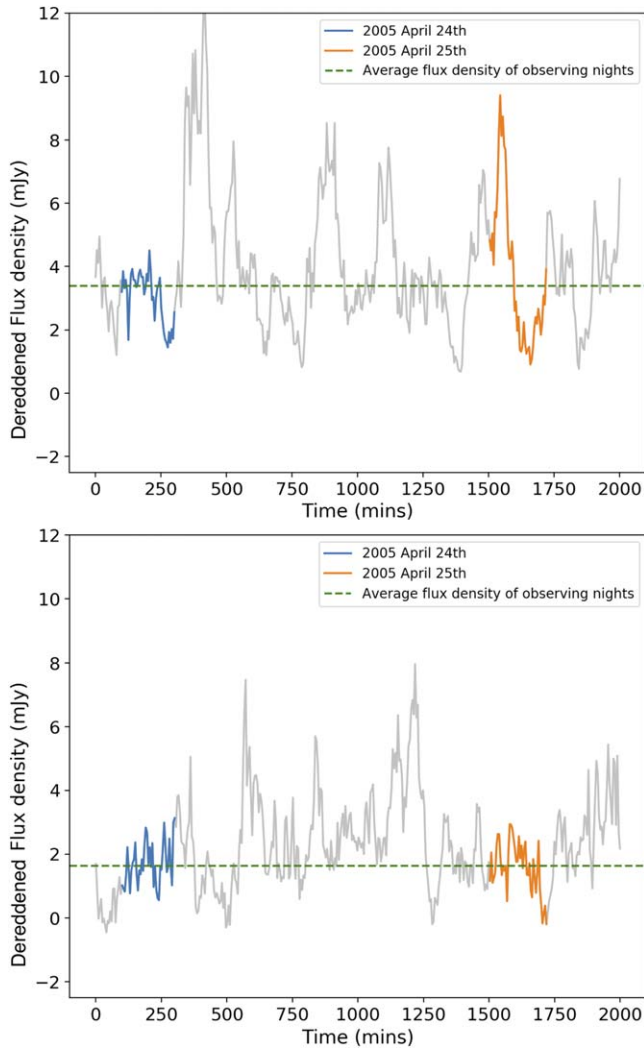 12
10
8
6
4
2
0
−2
Dereddened Flux density (mJy)
2005 April 24th
2005 April 25th
Average flux density of observing nights
0 250 500 750 1000 1250 1500 1750 2000
Time (mins)
12
10
8
6
4
2
0
−2
Dereddened Flux density (mJy)
2005 April 24th
2005 April 25th
Average flux density of observing nights
0 250 500 750 1000 1250 1500 1750 2000
Time (mins)